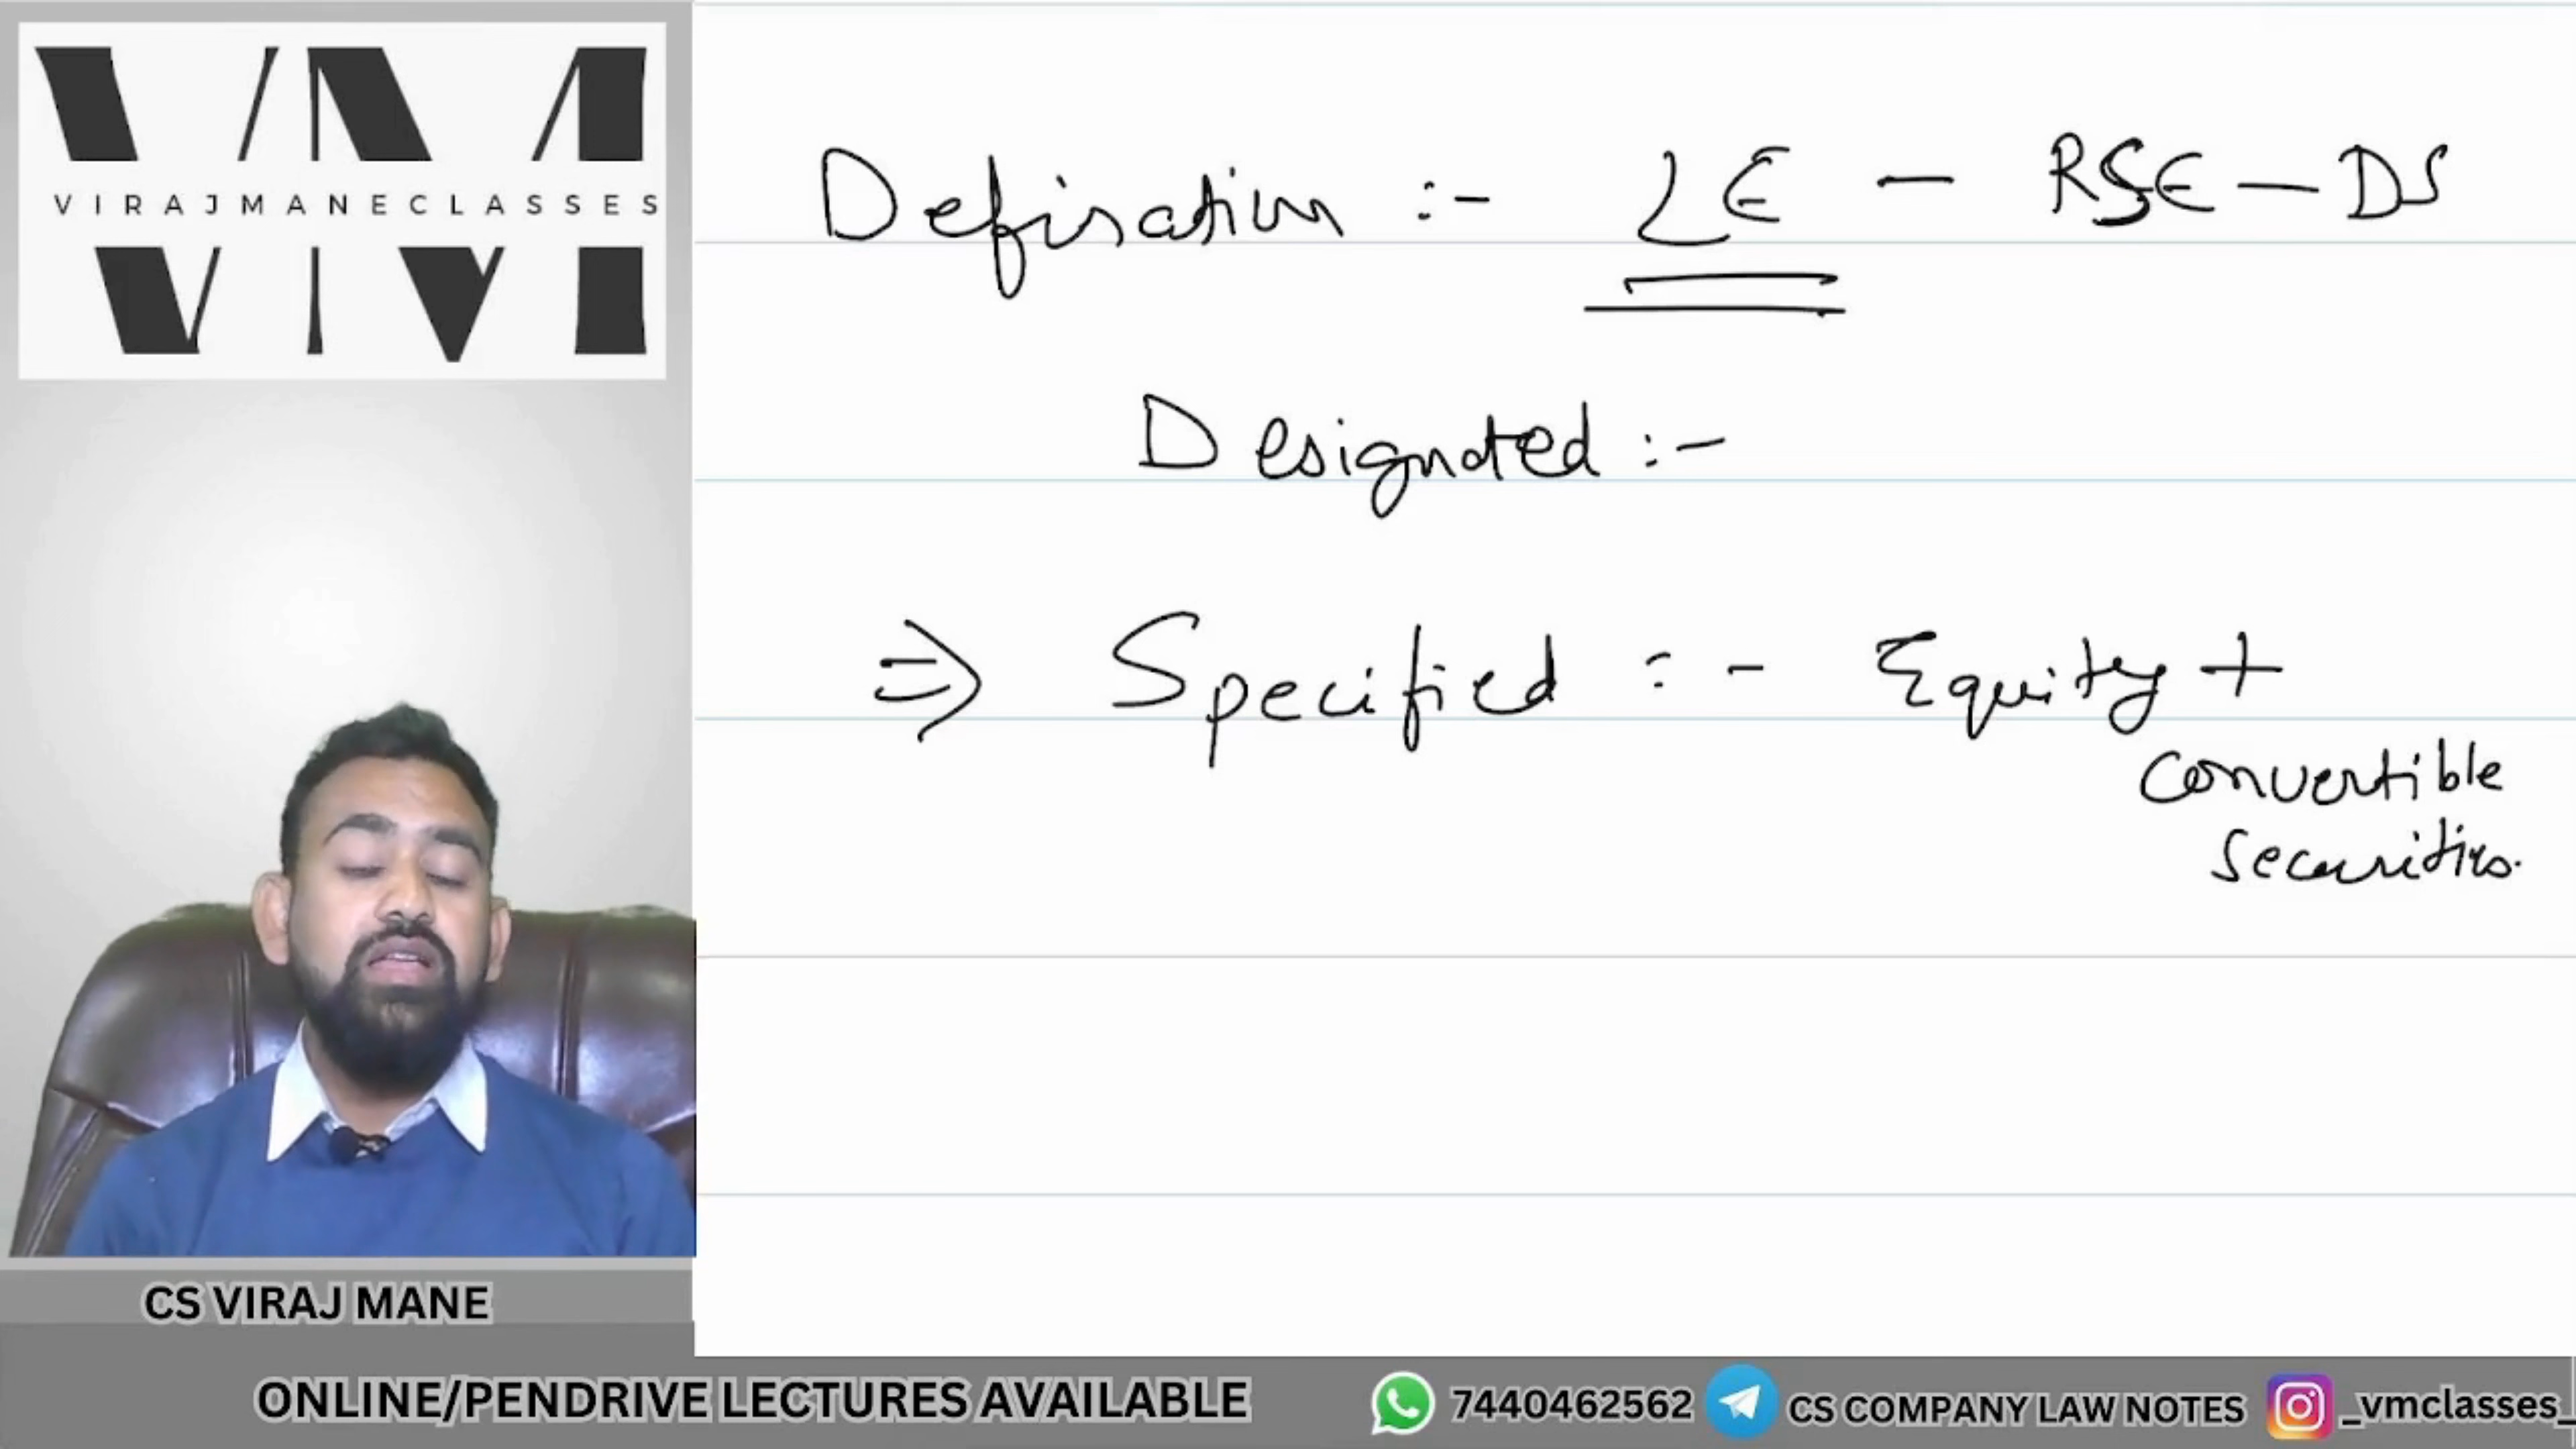 VIRAJMANECLASSES
Defination :- LE - RSE - DS
Designated :-
⇒ Specified :- Equity +
convertible
securities.
CS VIRAJ MANE
ONLINE/PENDRIVE LECTURES AVAILABLE
7440462562
CS COMPANY LAW NOTES
_vmclasses_